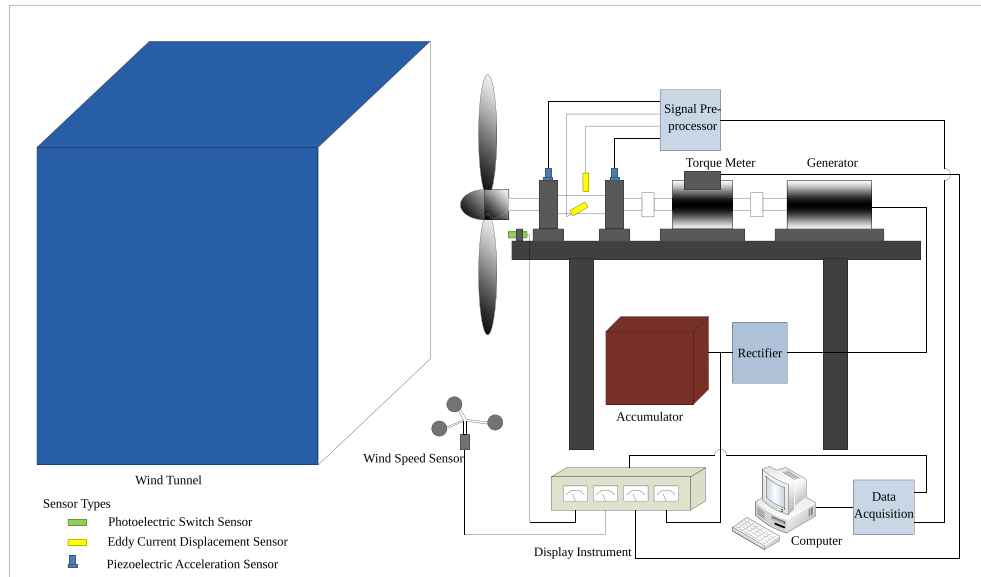 Signal Pre-
processor
Torque Meter
Generator
Rectifier
Accumulator
Wind Speed Sensor
Wind Tunnel
Sensor Types
Photoelectric Switch Sensor
Eddy Current Displacement Sensor
Piezoelectric Acceleration Sensor
Data
Acquisition
Computer
Display Instrument